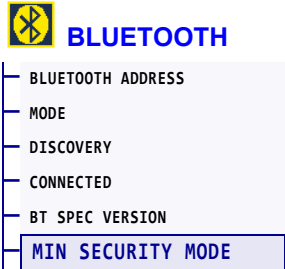 BLUETOOTH
BLUETOOTH ADDRESS
MODE
DISCOVERY
CONNECTED
BT SPEC VERSION
MIN SECURITY MODE